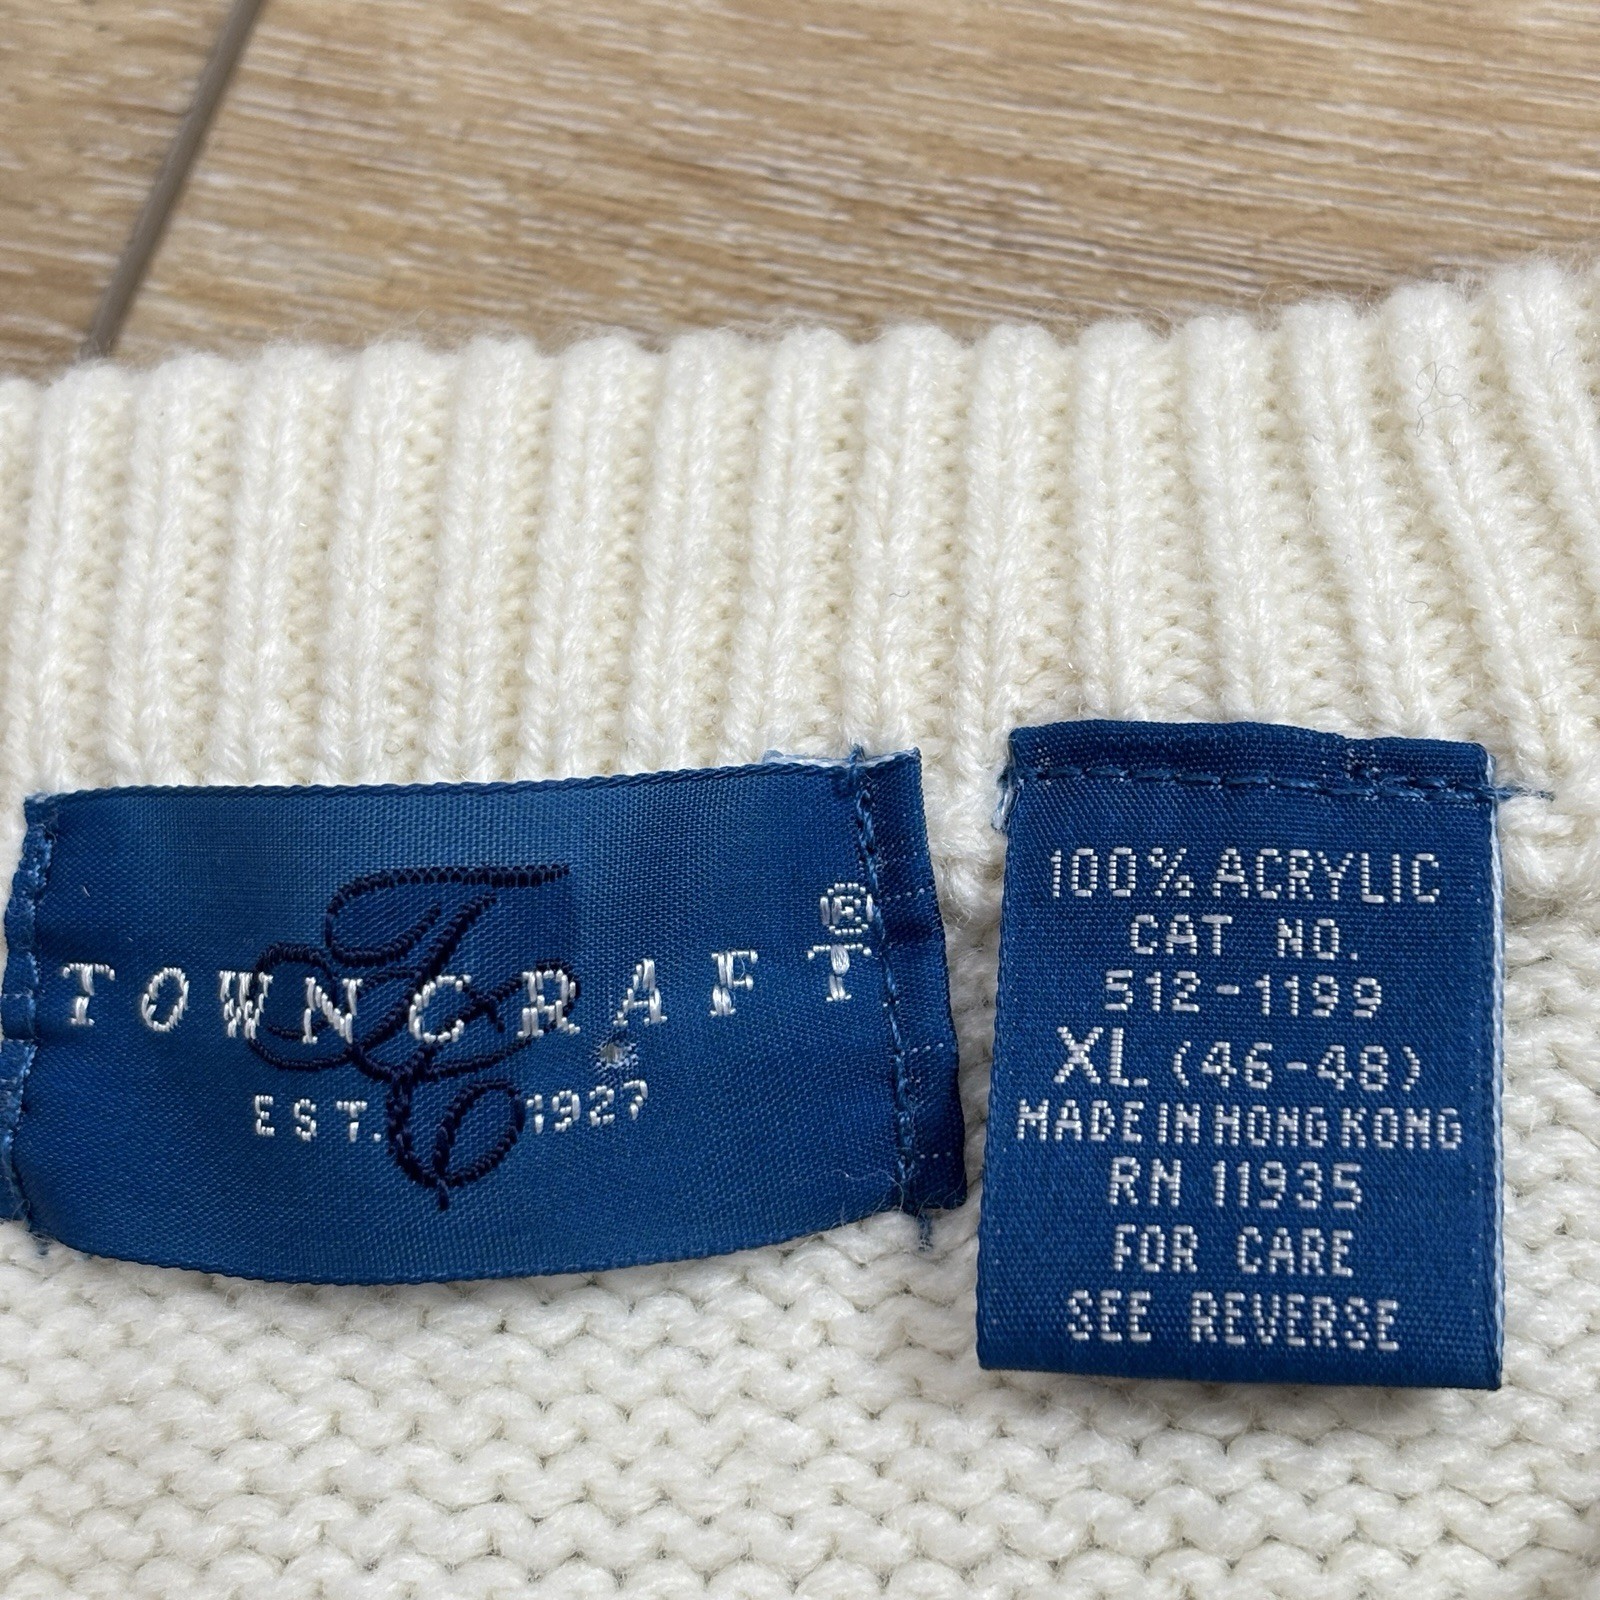 TOWNCRAFT®
EST. 1927
TC
100% ACRYLIC
CAT NO.
512-1199
XL (46-48)
MADE IN HONG KONG
RN 11935
FOR CARE
SEE REVERSE